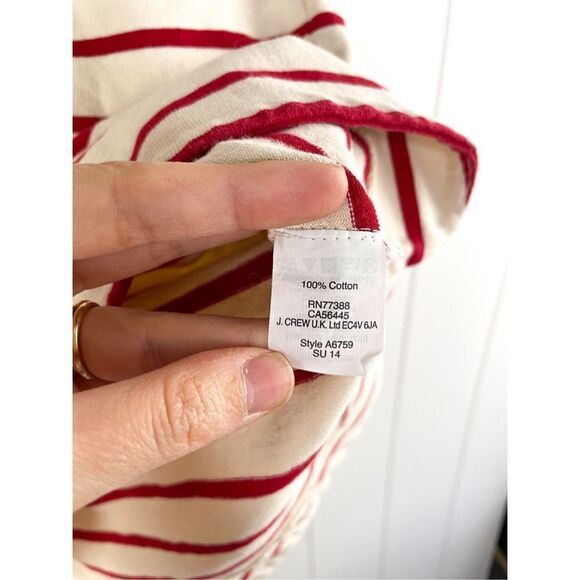 100% Cotton
RN77388
CA56445
J. CREW U.K. Ltd EC4V 6JA
Style A6759
SU 14